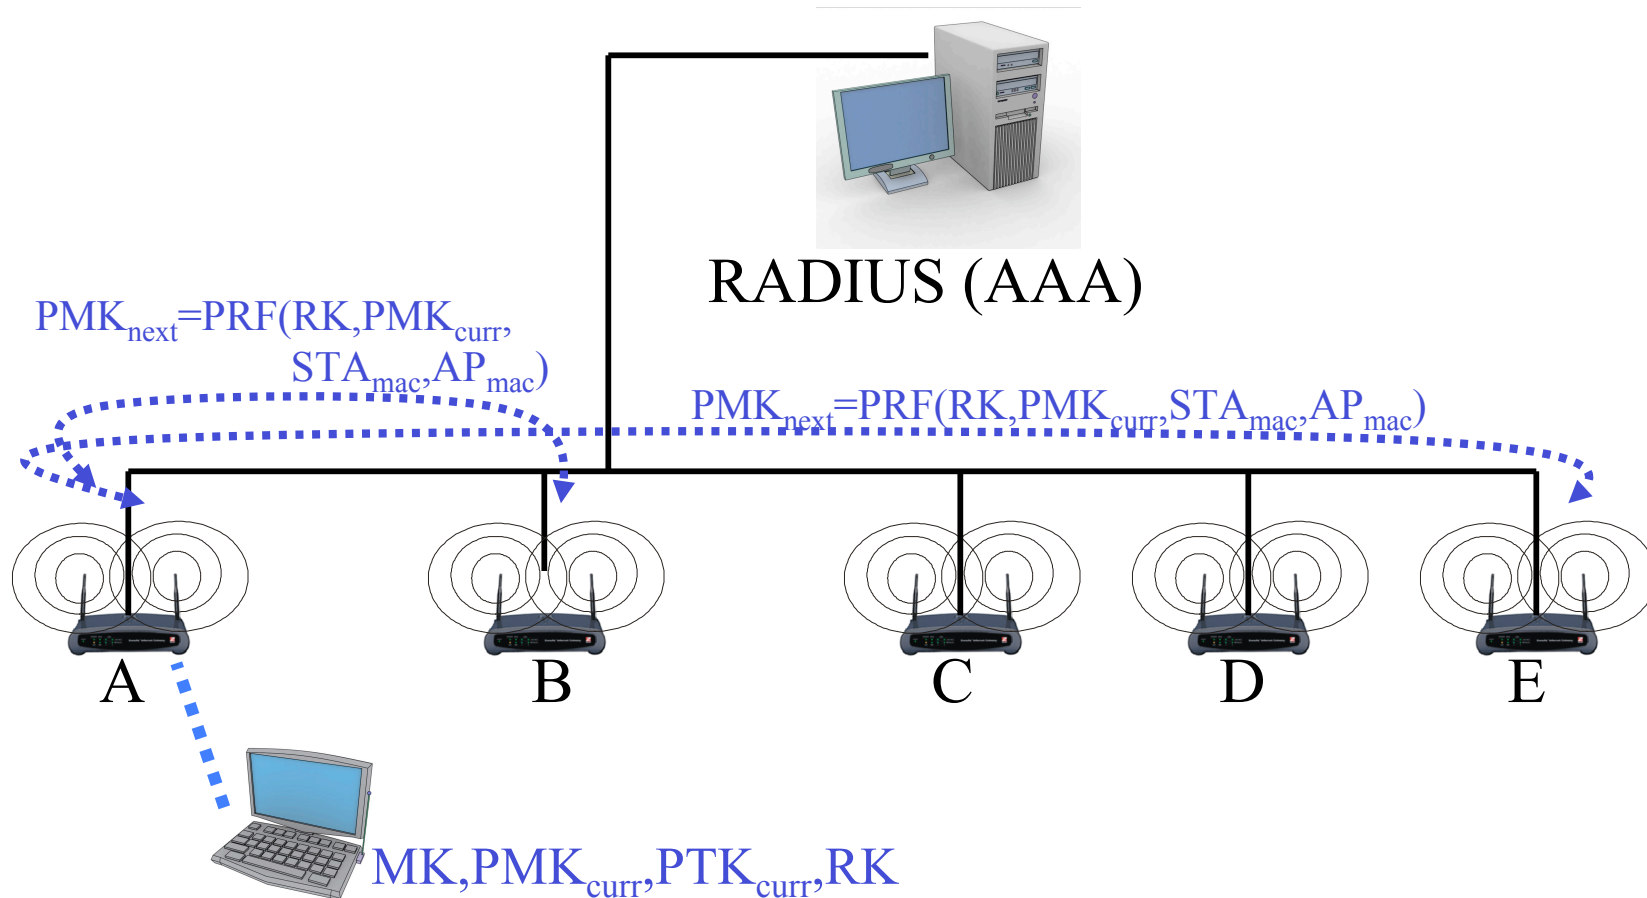 RADIUS (AAA)
PMKnext=PRF(RK,PMKcurr,
STAmac,APmac)
PMKnext=PRF(RK,PMKcurr,STAmac,APmac)
A
B
C
D
E
MK,PMKcurr,PTKcurr,RK